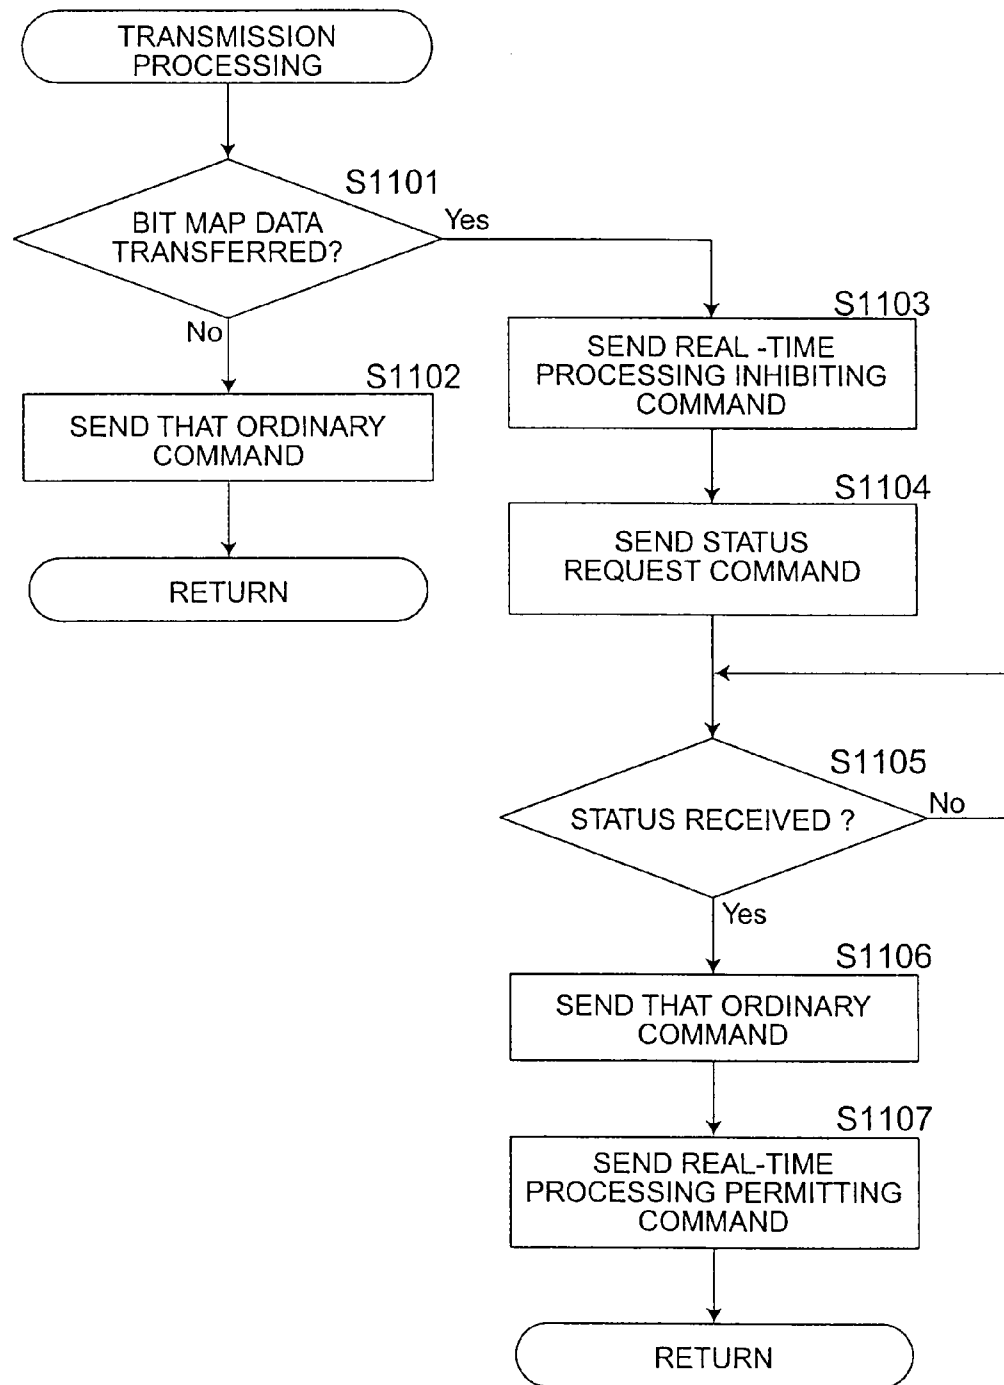 TRANSMISSION
PROCESSING
S1101
BIT MAP DATA
TRANSFERRED?
Yes
No
S1102
SEND THAT ORDINARY
COMMAND
RETURN
S1103
SEND REAL -TIME
PROCESSING INHIBITING
COMMAND
S1104
SEND STATUS
REQUEST COMMAND
S1105
STATUS RECEIVED ?
No
Yes
S1106
SEND THAT ORDINARY
COMMAND
S1107
SEND REAL-TIME
PROCESSING PERMITTING
COMMAND
RETURN